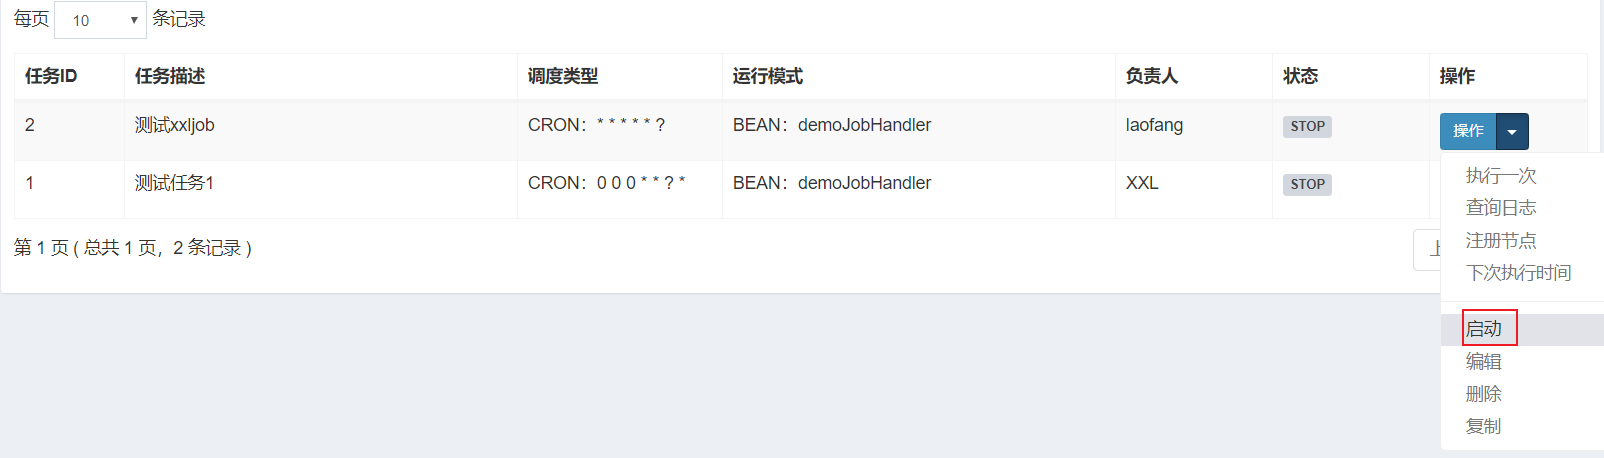 每页 10 条记录
任务ID 任务描述 调度类型 运行模式 负责人 状态 操作
2 测试xxljob CRON：* * * * * ? BEAN：demoJobHandler laofang STOP 操作
1 测试任务1 CRON：0 0 0 * * ? * BEAN：demoJobHandler XXL STOP
执行一次
查询日志
注册节点
下次执行时间
启动
编辑
删除
复制
第 1 页 ( 总共 1 页，2 条记录 )